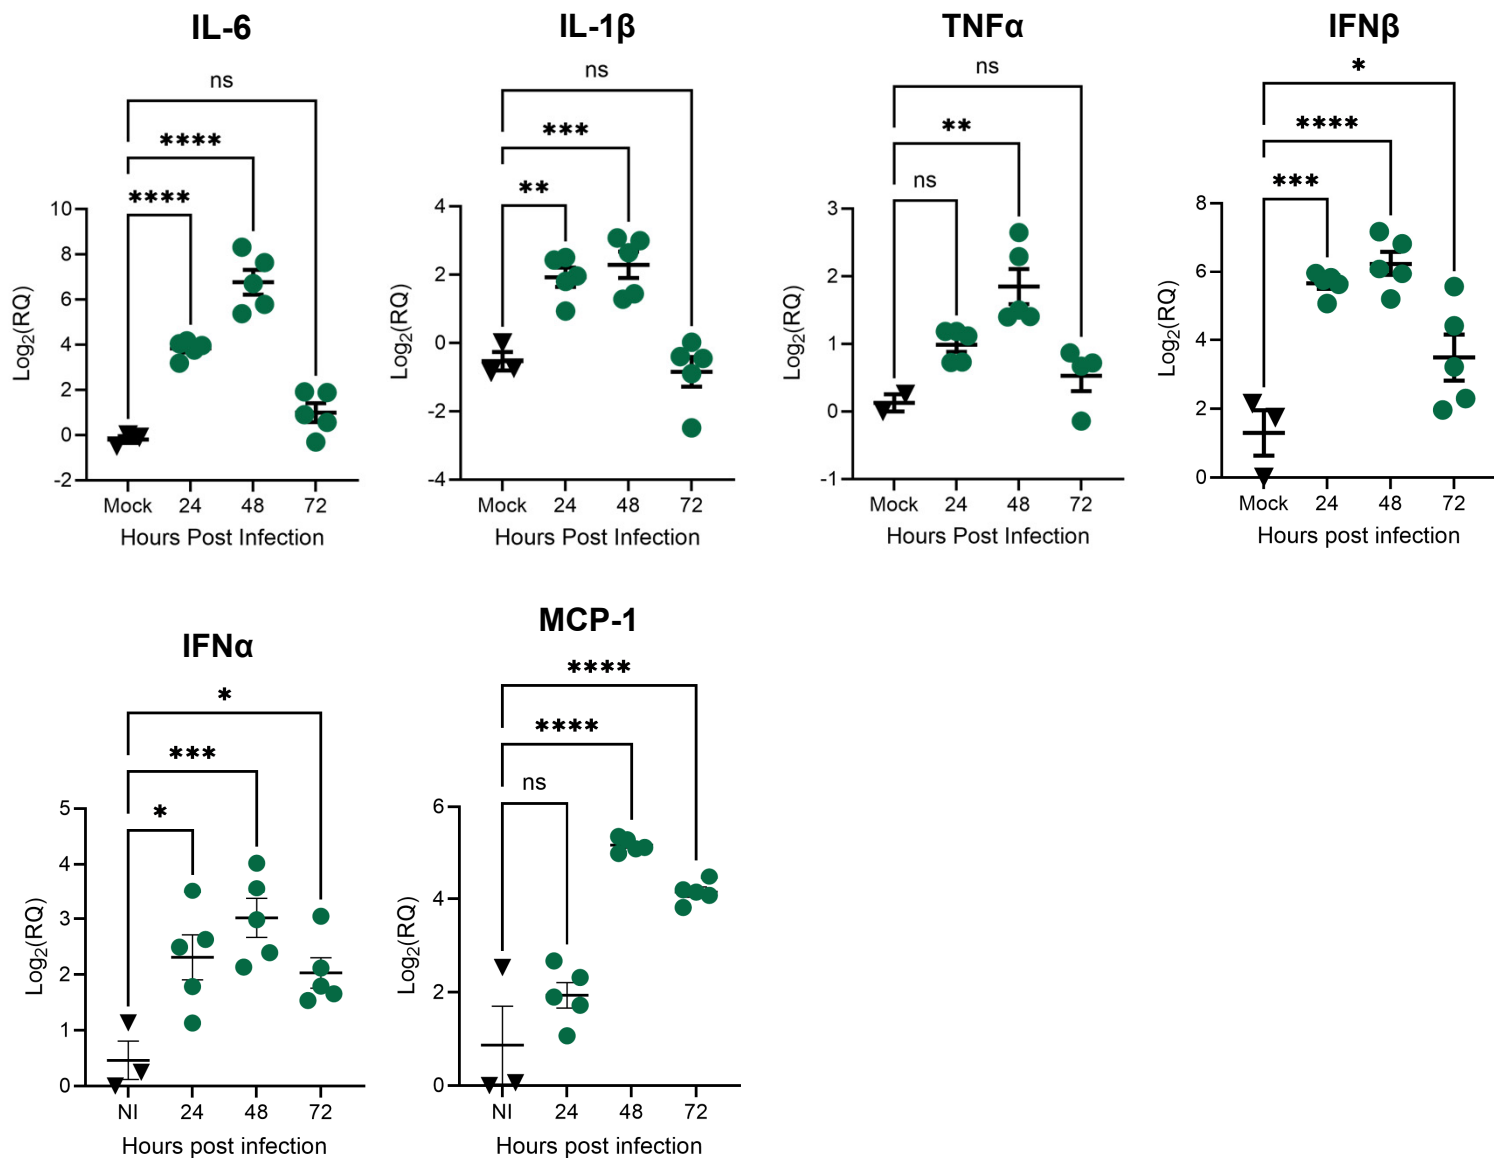 IL-6
ns
****
****
Log2(RQ)
10
8
6
4
2
0
-2
Mock 24 48 72
Hours Post Infection
IL-1β
ns
***
**
Log2(RQ)
4
2
0
-2
-4
Mock 24 48 72
Hours Post Infection
TNFα
ns
**
ns
Log2(RQ)
3
2
1
0
-1
Mock 24 48 72
Hours Post Infection
IFNβ
*
****
***
Log2(RQ)
8
6
4
2
0
Mock 24 48 72
Hours post infection
IFNα
*
***
*
Log2(RQ)
5
4
3
2
1
0
NI 24 48 72
Hours post infection
MCP-1
****
****
ns
Log2(RQ)
6
4
2
0
NI 24 48 72
Hours post infection